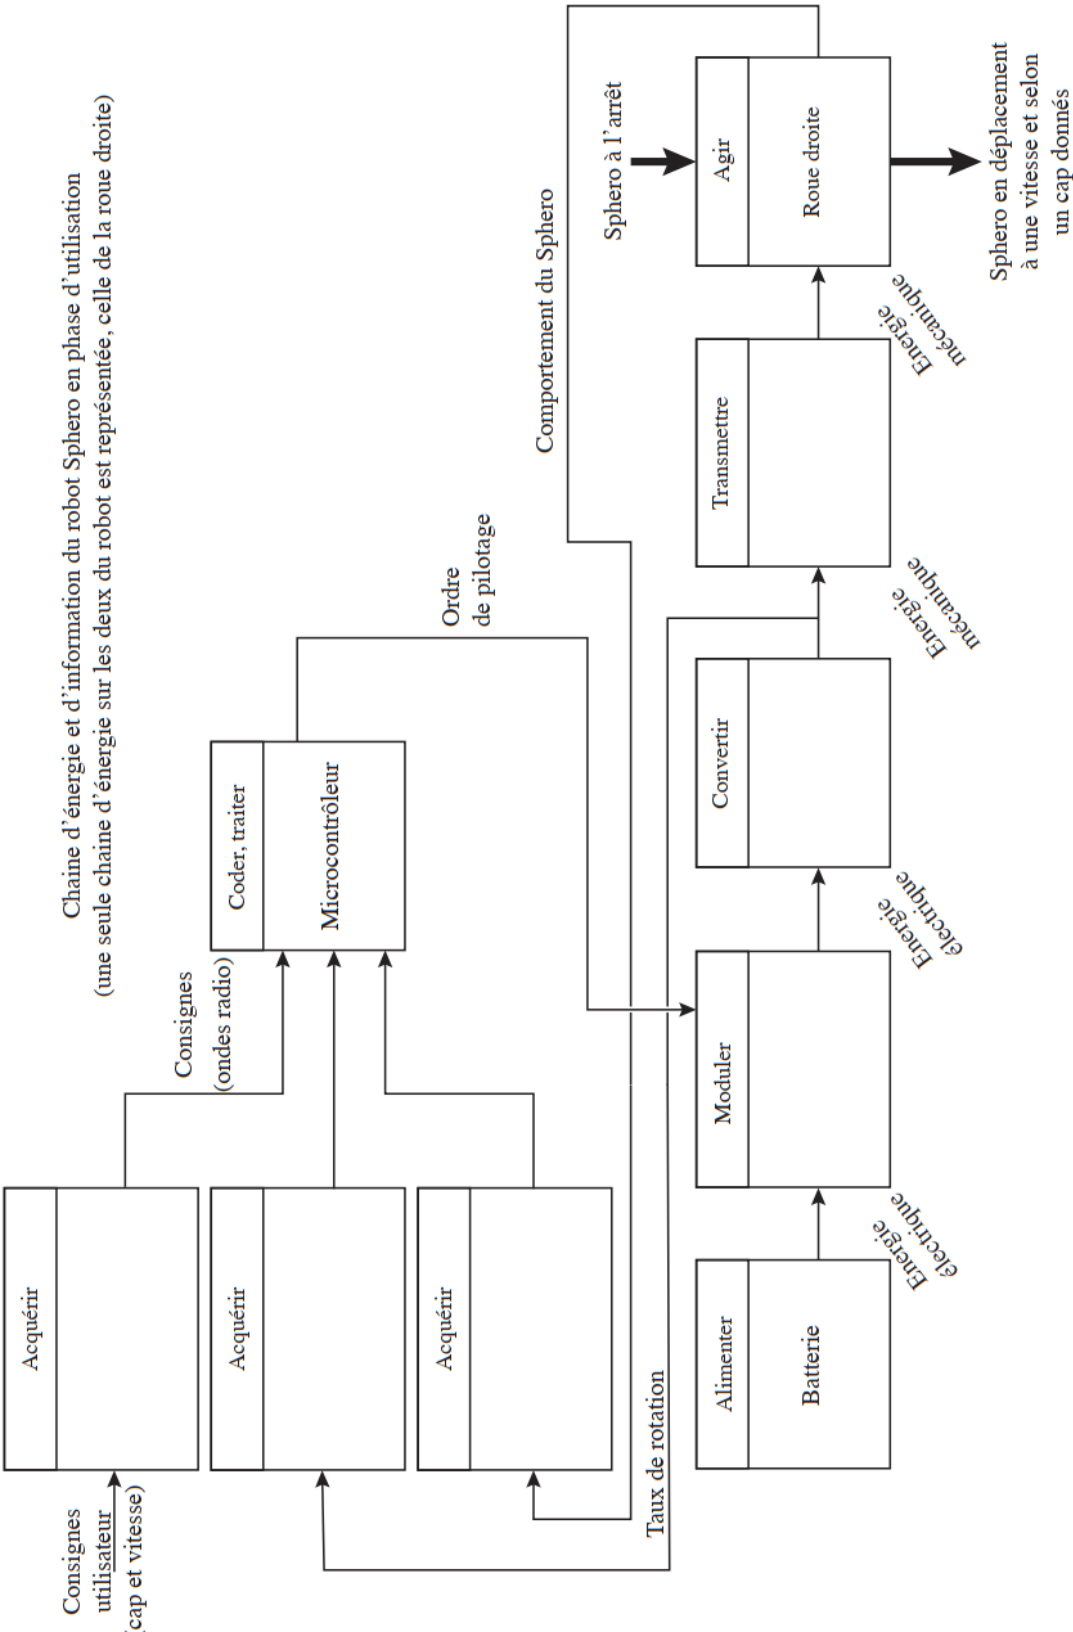 Chaine d'énergie et d'information du robot Sphero en phase d'utilisation
(une seule chaine d'énergie sur les deux du robot est représentée, celle de la roue droite)
Consignes
utilisateur
(cap et vitesse)
Acquérir
Consignes
(ondes radio)
Acquérir
Coder, traiter
Microcontrôleur
Acquérir
Ordre
de pilotage
Comportement du Sphero
Sphero à l'arrêt
Taux de rotation
Alimenter
Batterie
Energie
électrique
Moduler
Energie
électrique
Convertir
Energie
mécanique
Transmettre
Energie
mécanique
Agir
Roue droite
Sphero en déplacement
à une vitesse et selon
un cap donnés